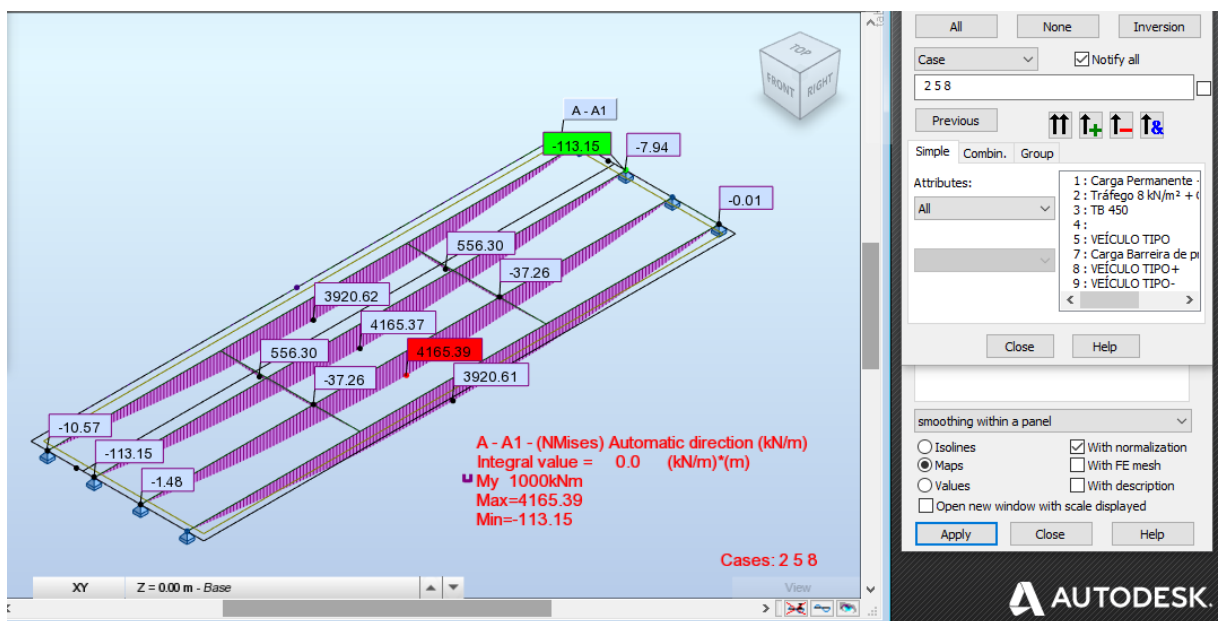 TOP
FRONT
RIGHT
A - A1
-113.15
-7.94
-0.01
556.30
-37.26
3920.62
4165.37
556.30
4165.39
-37.26
3920.61
-10.57
-113.15
-1.48
A - A1 - (NMises) Automatic direction (kN/m)
Integral value = 0.0 (kN/m)*(m)
My 1000kNm
Max=4165.39
Min=-113.15
Cases: 2 5 8
XY
Z = 0.00 m - Base
View
All
None
Inversion
Case
Notify all
2 5 8
Previous
&
Simple
Combin.
Group
Attributes:
All
1 : Carga Permanente -
2 : Tráfego 8 kN/m² + (
3 : TB 450
4 :
5 : VEÍCULO TIPO
7 : Carga Barreira de pr
8 : VEÍCULO TIPO+
9 : VEÍCULO TIPO-
Close
Help
smoothing within a panel
Isolines
With normalization
Maps
With FE mesh
Values
With description
Open new window with scale displayed
Apply
Close
Help
AUTODESK.